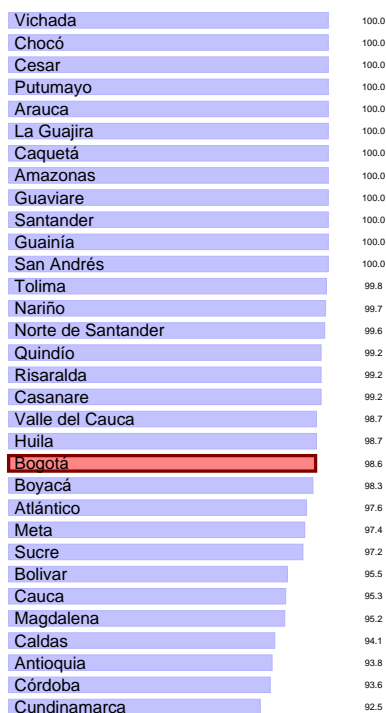 Vichada 100.0
Chocó 100.0
Cesar 100.0
Putumayo 100.0
Arauca 100.0
La Guajira 100.0
Caquetá 100.0
Amazonas 100.0
Guaviare 100.0
Santander 100.0
Guainía 100.0
San Andrés 100.0
Tolima 99.8
Nariño 99.7
Norte de Santander 99.6
Quindío 99.2
Risaralda 99.2
Casanare 99.2
Valle del Cauca 98.7
Huila 98.7
Bogotá 98.6
Boyacá 98.3
Atlántico 97.6
Meta 97.4
Sucre 97.2
Bolivar 95.5
Cauca 95.3
Magdalena 95.2
Caldas 94.1
Antioquia 93.8
Córdoba 93.6
Cundinamarca 92.5